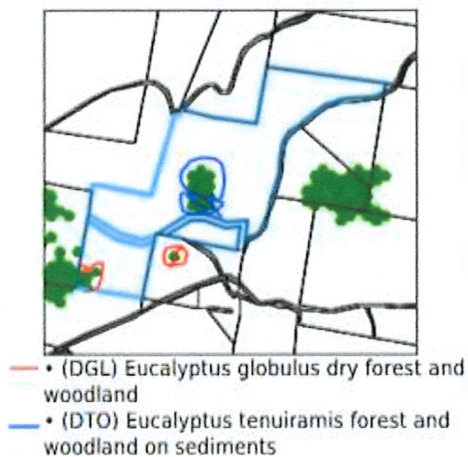 • (DGL) Eucalyptus globulus dry forest and
woodland
• (DTO) Eucalyptus tenuiramis forest and
woodland on sediments